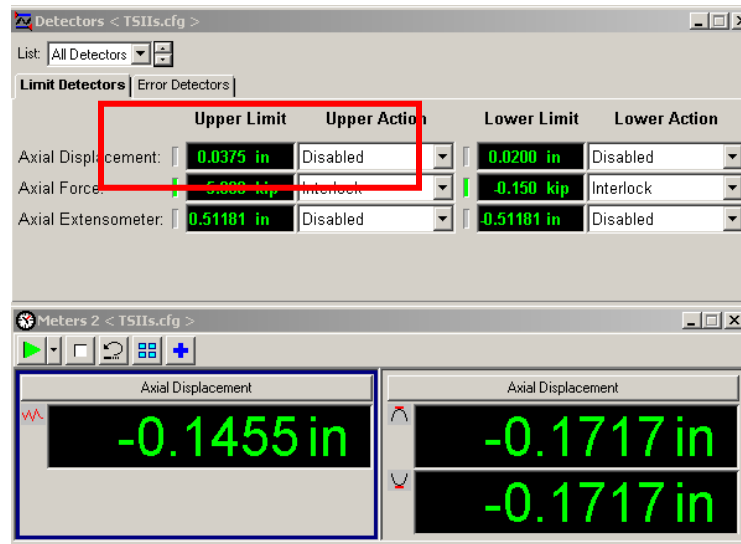 Detectors < TSIIs.cfg >
List: All Detectors
Limit Detectors Error Detectors
Upper Limit Upper Action Lower Limit Lower Action
Axial Displacement: 0.0375 in Disabled 0.0200 in Disabled
Axial Force: kip Interlock -0.150 kip Interlock
Axial Extensometer: 0.51181 in Disabled -0.51181 in Disabled
Meters 2 < TSIIs.cfg >
Axial Displacement Axial Displacement
-0.1455 in -0.1717 in
-0.1717 in